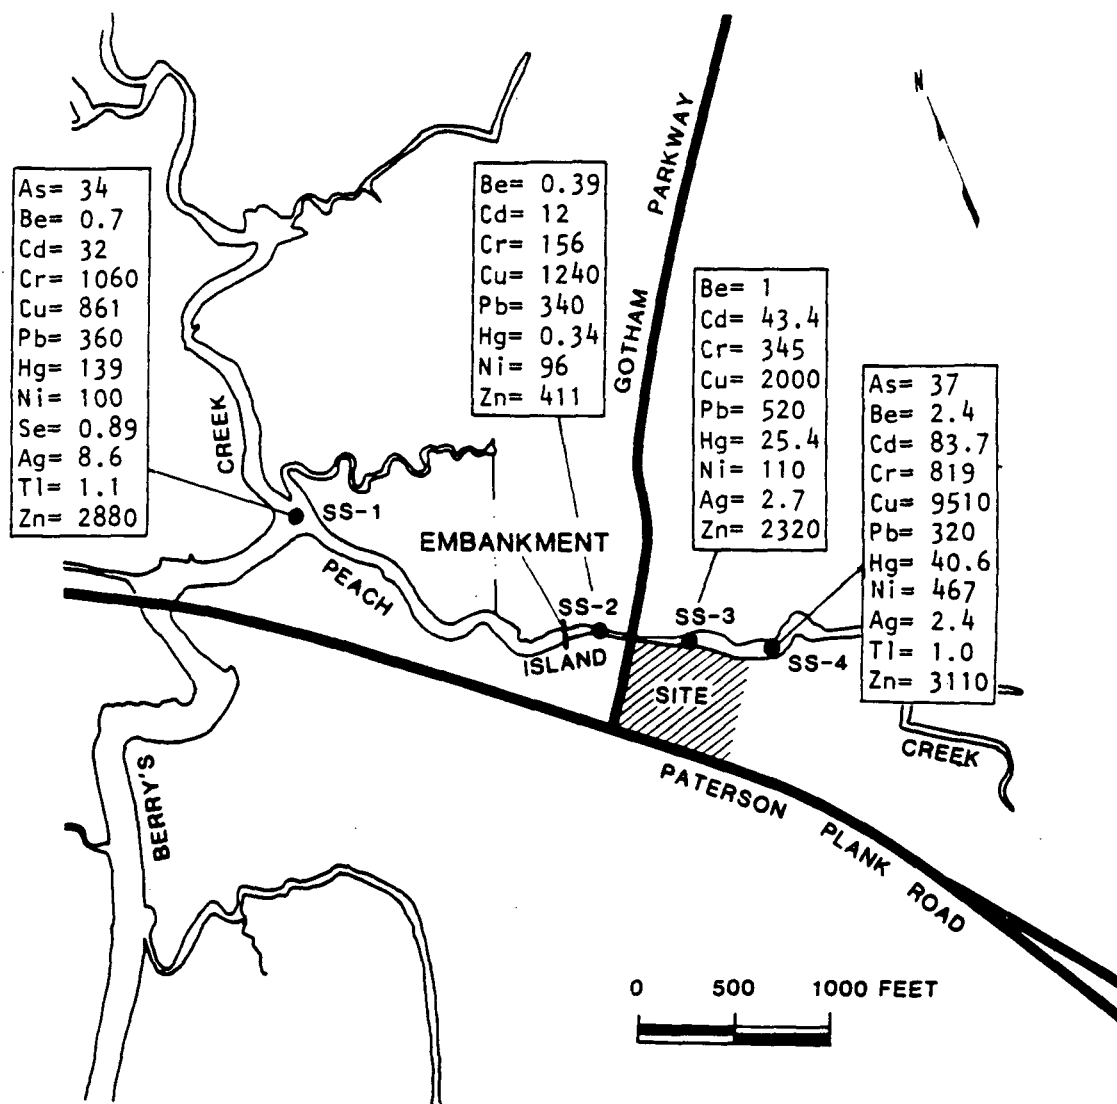 N
GOTHAM PARKWAY
As= 34
Be= 0.7
Cd= 32
Cr= 1060
Cu= 861
Pb= 360
Hg= 139
Ni= 100
Se= 0.89
Ag= 8.6
Tl= 1.1
Zn= 2880
Be= 0.39
Cd= 12
Cr= 156
Cu= 1240
Pb= 340
Hg= 0.34
Ni= 96
Zn= 411
Be= 1
Cd= 43.4
Cr= 345
Cu= 2000
Pb= 520
Hg= 25.4
Ni= 110
Ag= 2.7
Zn= 2320
As= 37
Be= 2.4
Cd= 83.7
Cr= 819
Cu= 9510
Pb= 320
Hg= 40.6
Ni= 467
Ag= 2.4
Tl= 1.0
Zn= 3110
SS-1
EMBANKMENT
SS-2
SS-3
SS-4
SITE
PEACH ISLAND CREEK
BERRY'S CREEK
PATERSON PLANK ROAD
0 500 1000 FEET